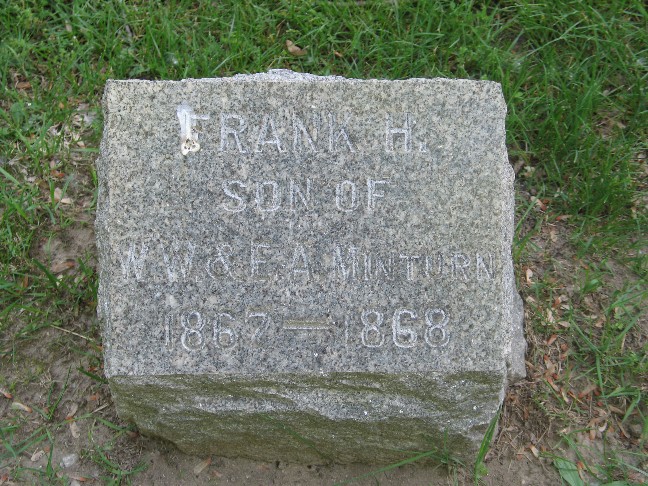 FRANK H.
SON OF
W. W. & F. A. MINTURN
1867 — 1868